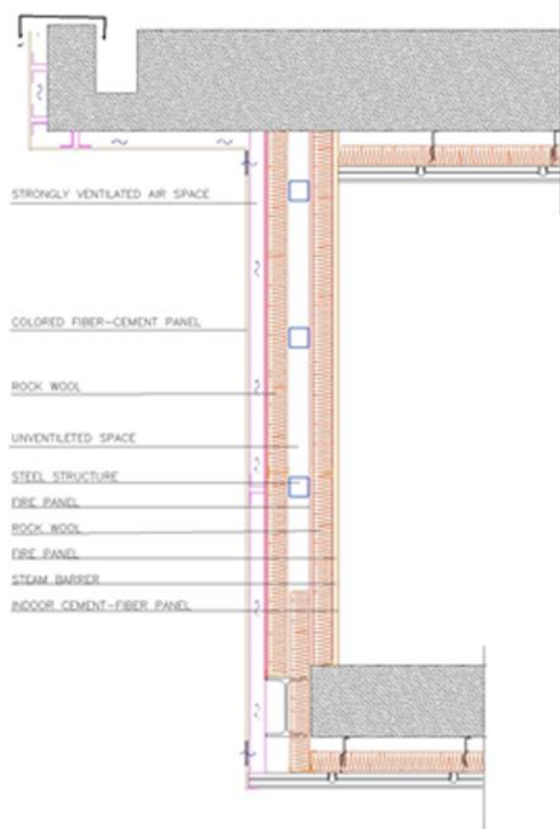 STRONGLY VENTILATED AIR SPACE
COLORED FIBER-CEMENT PANEL
ROCK WOOL
UNVENTILETED SPACE
STEEL STRUCTURE
FIRE PANEL
ROCK WOOL
FIRE PANEL
STEAM BARRER
INDOOR CEMENT-FIBER PANEL